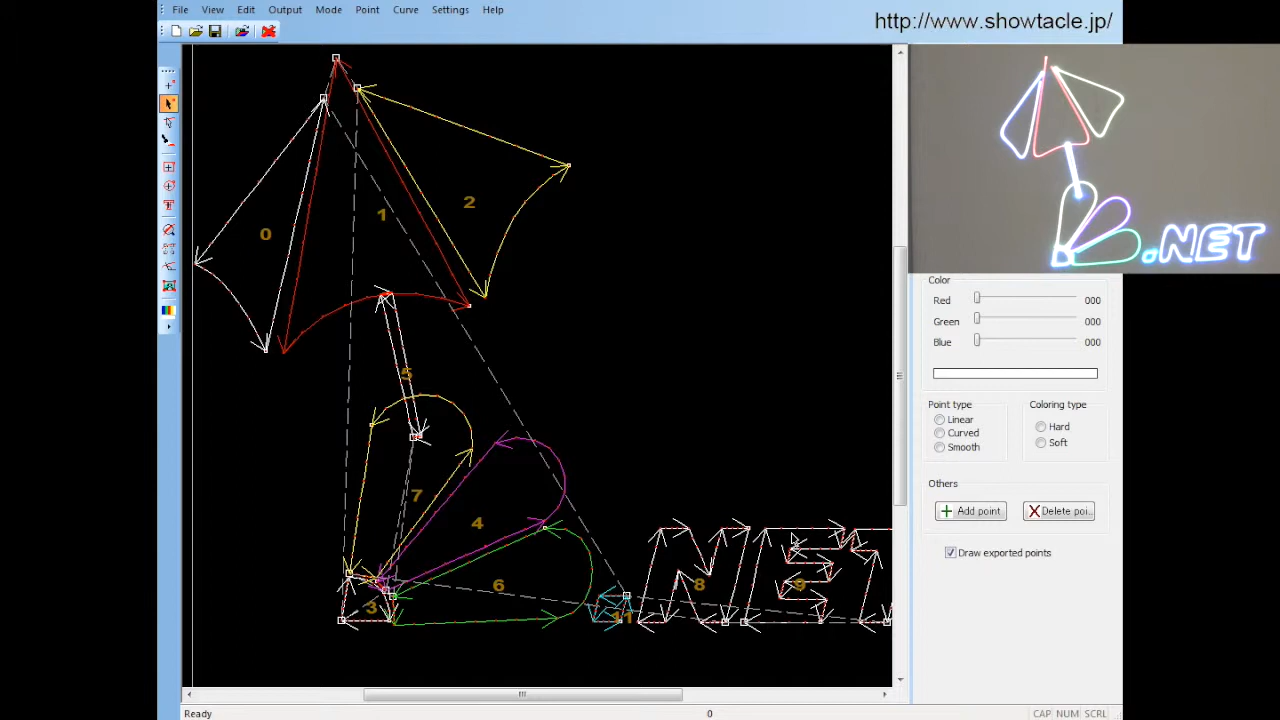 File View Edit Output Mode Point Curve Settings Help
http://www.showtacle.jp/
.NET
0
1
2
5
7
4
6
3
11
8
9
NET
Color
Red 000
Green 000
Blue 000
Point type
Linear
Curved
Smooth
Coloring type
Hard
Soft
Others
Add point
Delete poi..
Draw exported points
Ready
0
CAP NUM SCRL